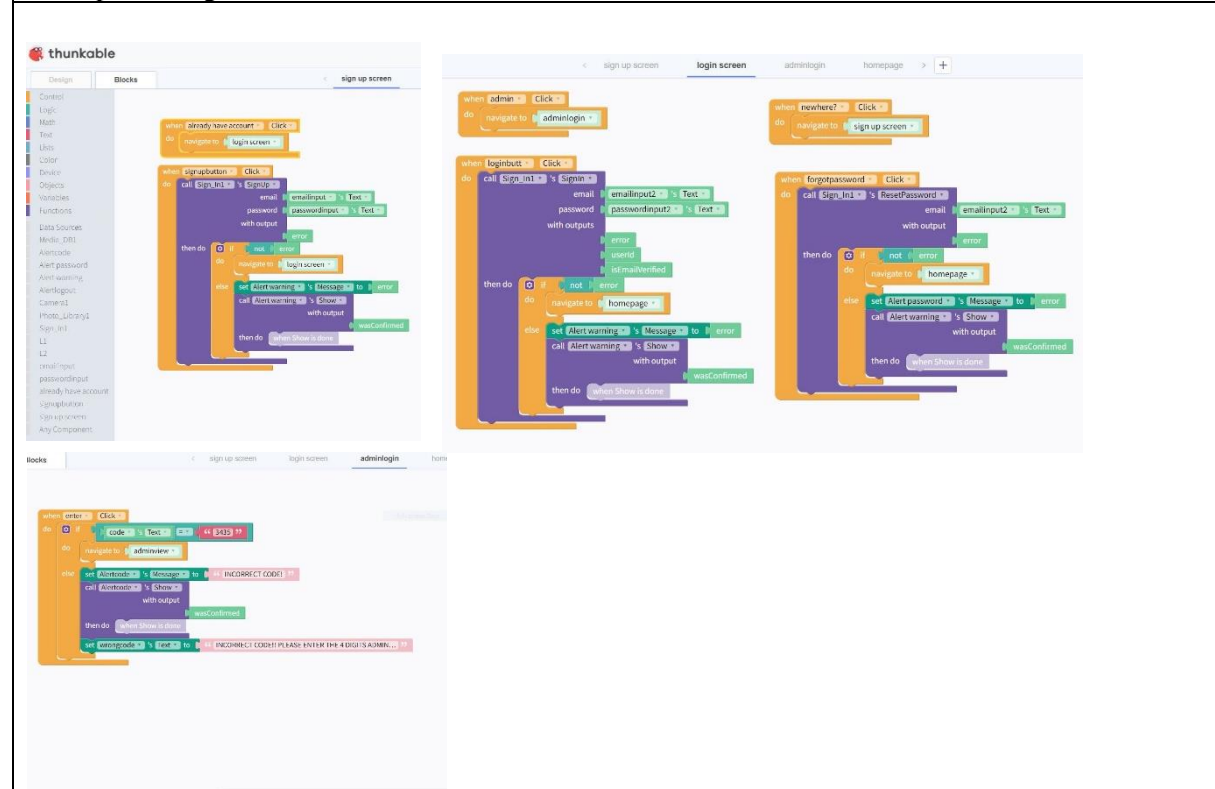 thunkable
Design Blocks < sign up screen
Control
Logic
Math
Text
Lists
Color
Device
Objects
Variables
Functions
Data Sources
Media_DB1
Alertcode
Alert password
Alert warning
Alertlogout
Camera1
Photo_Library1
Sign_In1
L1
L2
emailinput
passwordinput
already have account
signupbutton
sign up screen
Any Component
when already have account Click
do navigate to login screen
when signupbutton Click
do call Sign_In1 's SignUp
email emailinput 's Text
password passwordinput 's Text
with output
error
then do if not error
do navigate to login screen
else set Alert warning 's Message to error
call Alert warning 's Show
with output
wasConfirmed
then do when Show is done
< sign up screen login screen adminlogin homepage > +
when admin Click
do navigate to adminlogin
when loginbutt Click
do call Sign_In1 's SignIn
email emailinput2 's Text
password passwordinput2 's Text
with outputs
error
userId
isEmailVerified
then do if not error
do navigate to homepage
else set Alert warning 's Message to error
call Alert warning 's Show
with output
wasConfirmed
then do when Show is done
when newhere? Click
do navigate to sign up screen
when forgotpassword Click
do call Sign_In1 's ResetPassword
email emailinput2 's Text
with output
error
then do if not error
do navigate to homepage
else set Alert password 's Message to error
call Alert warning 's Show
with output
wasConfirmed
then do when Show is done
locks < sign up screen login screen adminlogin hom
when enter Click
do if code 's Text = “ 3435 ”
do navigate to adminview
else set Alertcode 's Message to “ INCORRECT CODE! ”
call Alertcode 's Show
with output
wasConfirmed
then do when Show is done
set wrongcode 's Text to “ INCORRECT CODE!! PLEASE ENTER THE 4 DIGITS ADMIN... ”